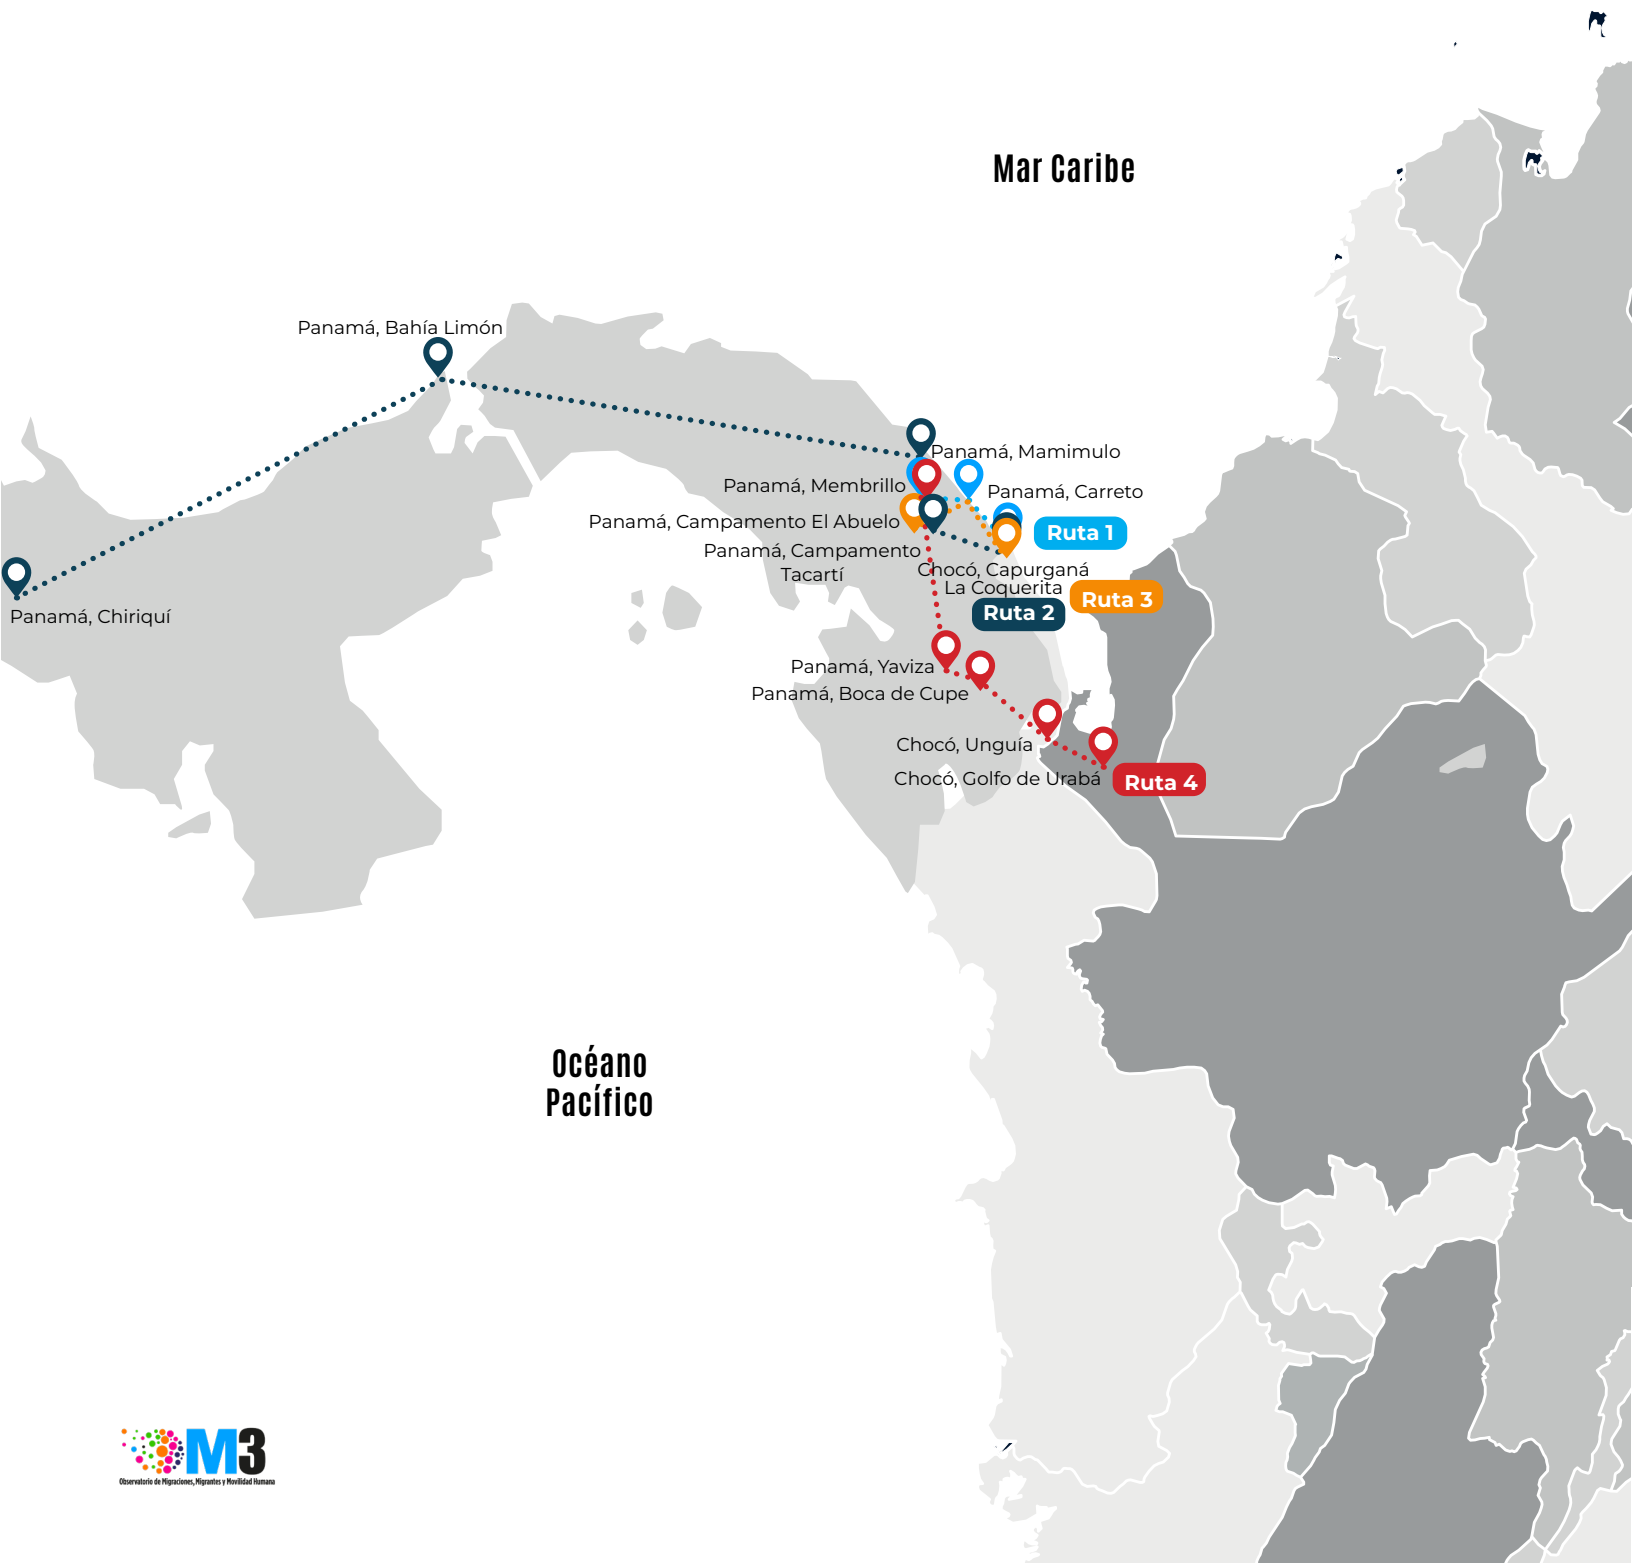 Mar Caribe
Panamá, Bahía Limón
Panamá, Mamimulo
Panamá, Membrillo
Panamá, Carreto
Panamá, Campamento El Abuelo
Ruta 1
Panamá, Campamento
Tacartí
Chocó, Capurganá
La Coquerita
Ruta 3
Ruta 2
Panamá, Chiriquí
Panamá, Yaviza
Panamá, Boca de Cupe
Chocó, Unguía
Chocó, Golfo de Urabá
Ruta 4
Océano
Pacífico
M3
Observatorio de Migraciones, Migrantes y Movilidad Humana